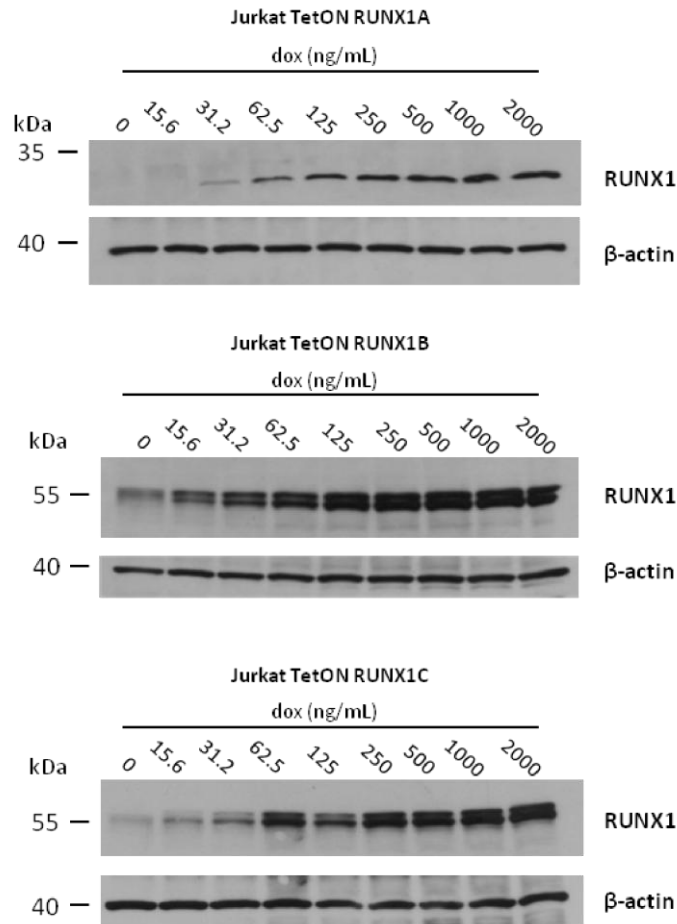 Jurkat TetON RUNX1A
dox (ng/mL)
kDa 0 15.6 31.2 62.5 125 250 500 1000 2000
35
RUNX1
40
β-actin
Jurkat TetON RUNX1B
dox (ng/mL)
kDa 0 15.6 31.2 62.5 125 250 500 1000 2000
55 RUNX1
40
β-actin
Jurkat TetON RUNX1C
dox (ng/mL)
kDa 0 15.6 31.2 62.5 125 250 500 1000 2000
55 RUNX1
40 β-actin